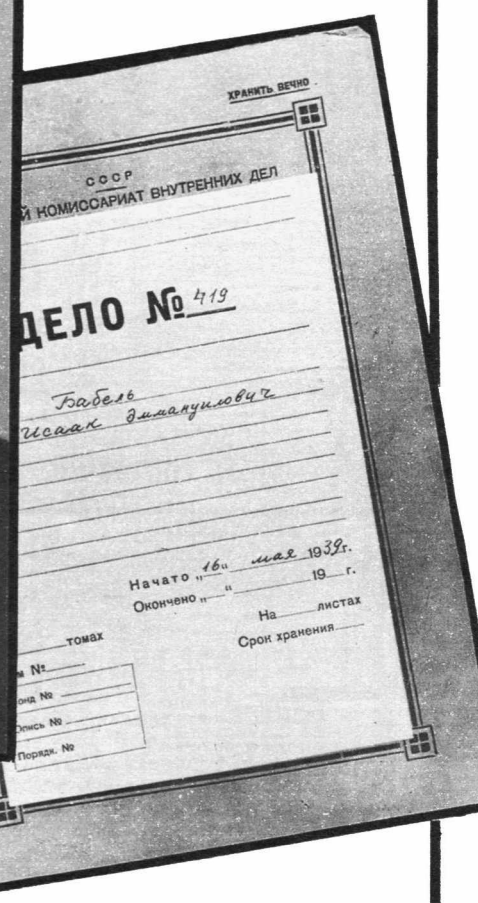 ХРАНИТЬ ВЕЧНО
СССР
Й КОМИССАРИАТ ВНУТРЕННИХ ДЕЛ
ДЕЛО № 419
Бабель
Исаак Эммануилович
Начато „16“ мая 1939г.
Окончено „ “ 19 г.
На листах
Срок хранения
томах
м №
онд №
Опись №
Порядк. №